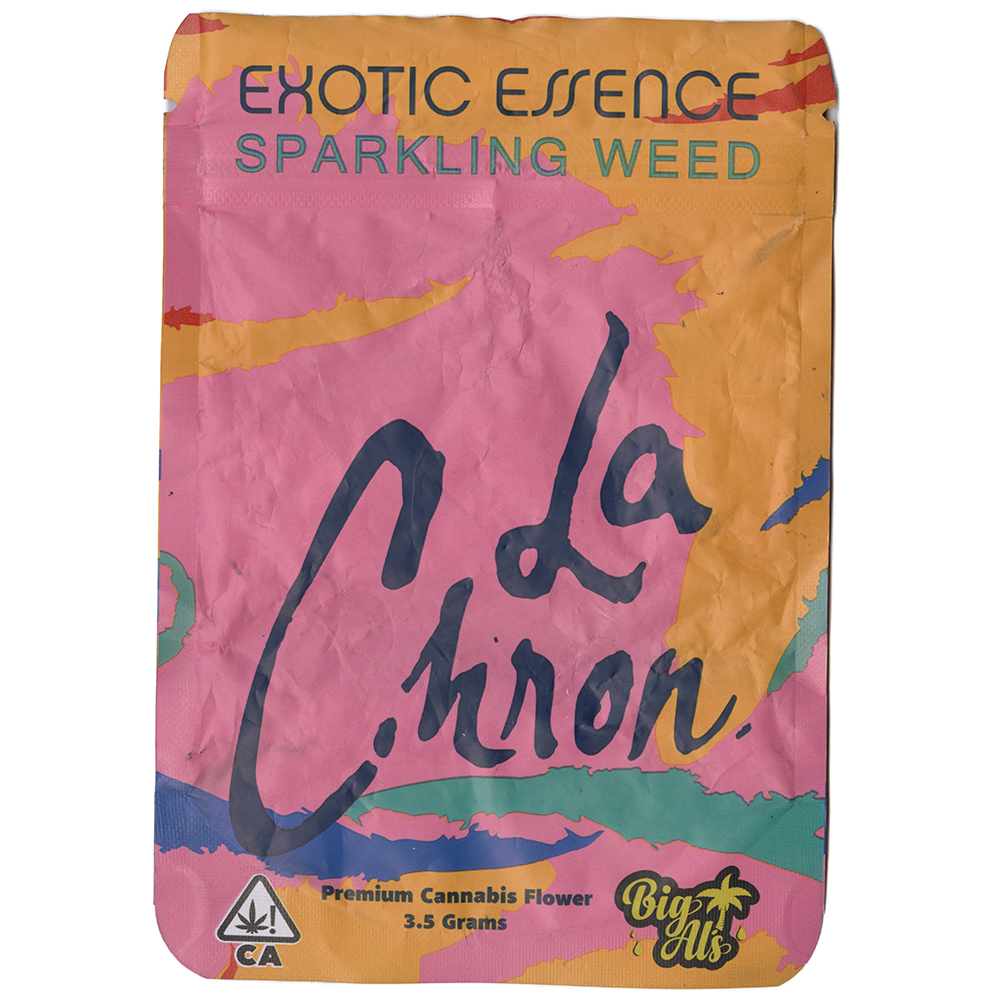 EXOTIC ESSENCE
SPARKLING WEED
La
Chron.
Premium Cannabis Flower
3.5 Grams
CA
Big
Al's